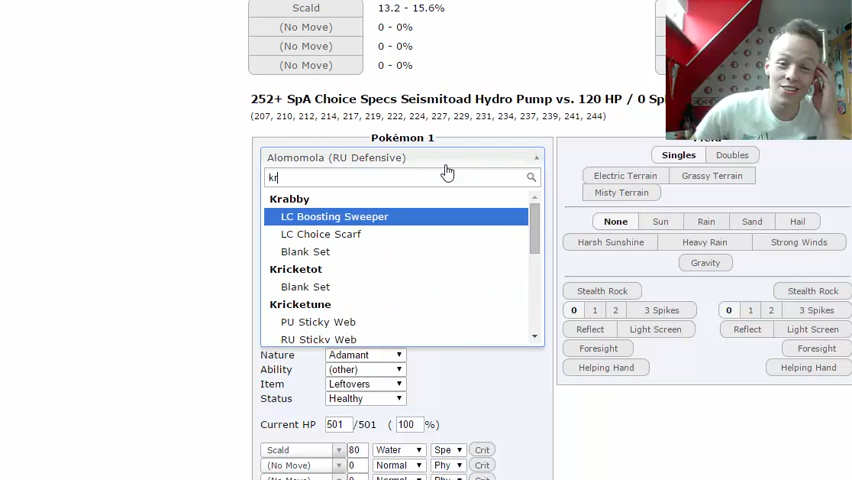 Scald 13.2 - 15.6%
(No Move) 0 - 0%
(No Move) 0 - 0%
(No Move) 0 - 0%
252+ SpA Choice Specs Seismitoad Hydro Pump vs. 120 HP / 0 Sp
(207, 210, 212, 214, 217, 219, 222, 224, 227, 229, 231, 234, 237, 239, 241, 244)
Pokémon 1
Alomomola (RU Defensive)
kr
Krabby
LC Boosting Sweeper
LC Choice Scarf
Blank Set
Kricketot
Blank Set
Kricketune
PU Sticky Web
RU Sticky Web
Nature Adamant
Ability (other)
Item Leftovers
Status Healthy
Current HP 501 /501 ( 100 %)
Scald 80 Water Spe Crit
(No Move) 0 Normal Phy Crit
(No Move) 0 Normal Phy Crit
Singles Doubles
Electric Terrain Grassy Terrain
Misty Terrain
None Sun Rain Sand Hail
Harsh Sunshine Heavy Rain Strong Winds
Gravity
Stealth Rock Stealth Rock
0 1 2 3 Spikes 0 1 2 3 Spikes
Reflect Light Screen Reflect Light Screen
Foresight Foresight
Helping Hand Helping Hand